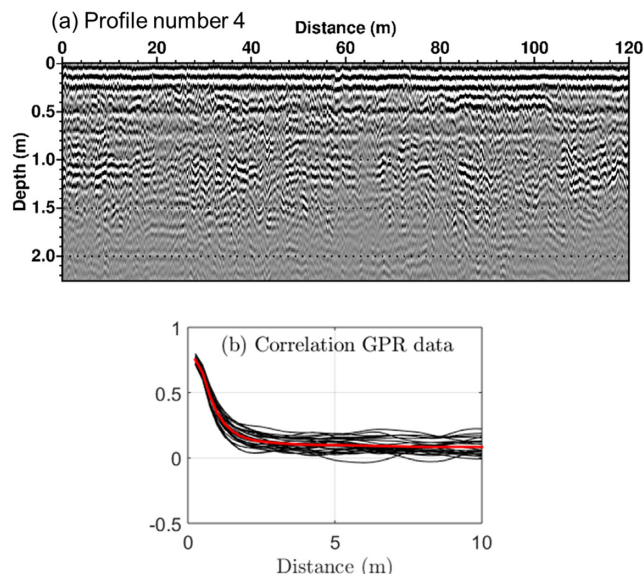 (a) Profile number 4
Distance (m)
0 20 40 60 80 100 120
0
0.5
1.0
1.5
2.0
Depth (m)
(b) Correlation GPR data
1
0.5
0
-0.5
0 5 10
Distance (m)